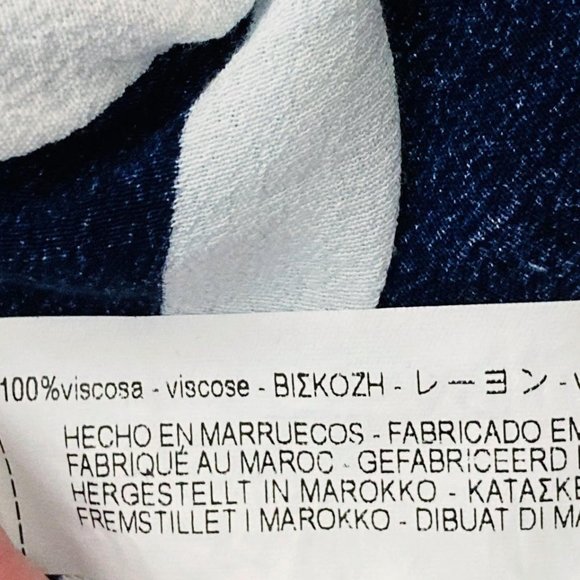 100%viscosa - viscose - ΒΙΣΚΟΖΗ - レーヨン -
HECHO EN MARRUECOS - FABRICADO EM
FABRIQUÉ AU MAROC - GEFABRICEERD
HERGESTELLT IN MAROKKO - ΚΑΤΑΣΚΕ
FREMSTILLET I MAROKKO - DIBUAT DI MA